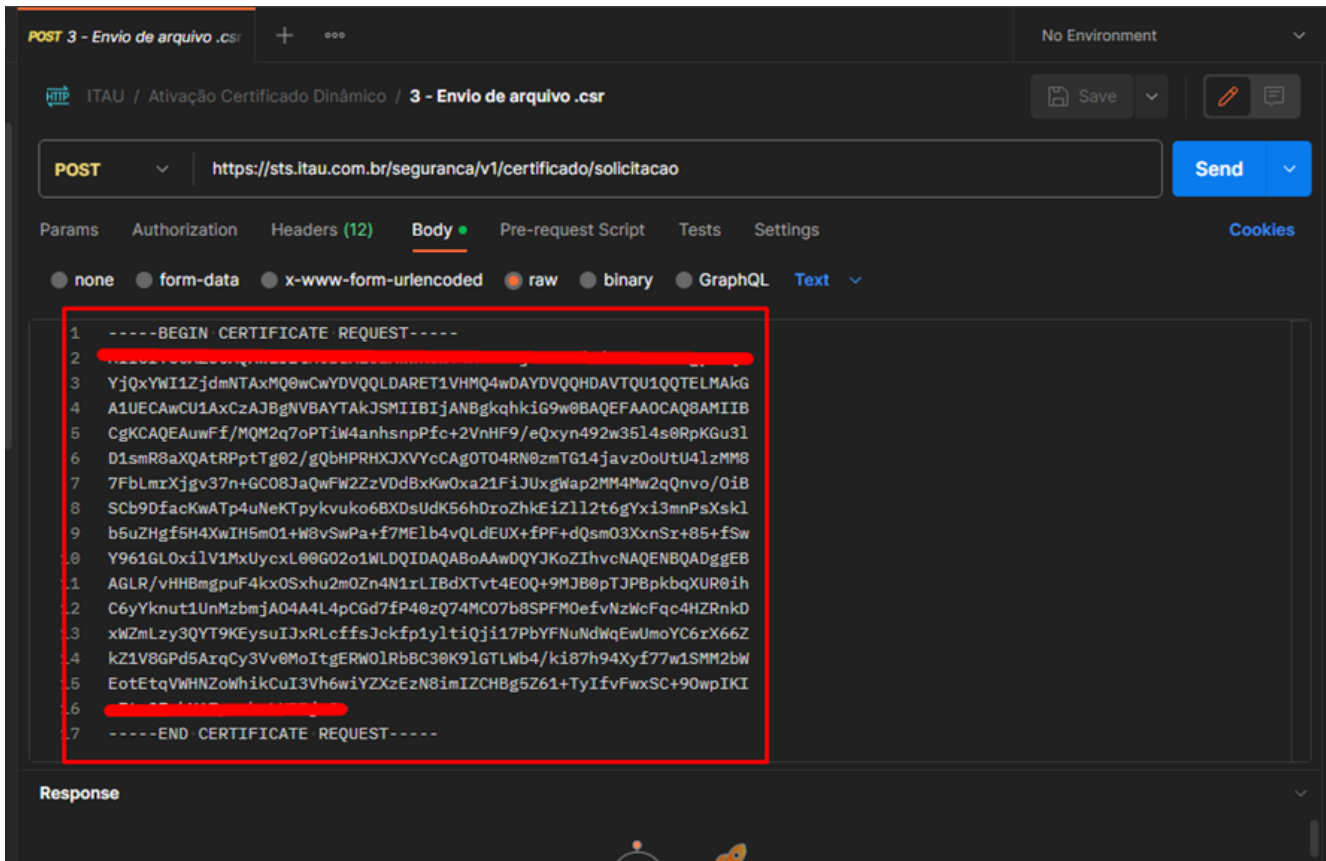 POST 3 - Envio de arquivo .csr
No Environment
HTTP ITAU / Ativação Certificado Dinâmico / 3 - Envio de arquivo .csr
Save
POST https://sts.itau.com.br/seguranca/v1/certificado/solicitacao Send
Params Authorization Headers (12) Body Pre-request Script Tests Settings Cookies
none form-data x-www-form-urlencoded raw binary GraphQL Text
1 -----BEGIN CERTIFICATE REQUEST-----
2
3 YjQxYWI1ZjdmNTAxMQ0wCwYDVQQLDARET1VHMQ4wDAYDVQQHDAVTQU1QQTELMAkG
4 A1UECAwCU1AxCzAJBgNVBAYTAkJSMIIBIjANBgkqhkiG9w0BAQEFAAOCAQ8AMIIB
5 CgKCAQEAuwFf/MQM2q7oPTiW4anhsnpPfc+2VnHF9/eQxyn492w35l4s0RpKGu3l
6 D1smR8aXQAtRPptTg02/gQbHPRHXJXVYcCAgOTO4RN0zmTG14javzOoUtU4lzMM8
7 7FbLmrXjgv37n+GCO8JaQwFW2ZzVDdBxKwOxa21FiJUxgWap2MM4Mw2qQnvo/OiB
8 SCb9DfacKwATp4uNeKTpykvuko6BXDsUdK56hDroZhkEiZll2t6gYxi3mnPsXskl
9 b5uZHgf5H4XwIH5mO1+W8vSwPa+f7MElb4vQLdEUX+fPF+dQsmO3XxnSr+85+fSw
10 Y961GLOxilV1MxUycxL00GO2o1WLDQIDAQABoAAwDQYJKoZIhvcNAQENBQADggEB
11 AGLR/vHHBmgpuF4kxOSxhu2mOZn4N1rLIBdXTvt4EOQ+9MJB0pTJPBpkbqXUR0ih
12 C6yYknut1UnMzbmjAO4A4L4pCGd7fP40zQ74MCO7b8SPFMOefvNzWcFqc4HZRnkD
13 xWZmLzy3QYT9KEysuIJxRLcffsJckfp1yltiQji17PbYFNuNdWqEwUmoYC6rX66Z
14 kZ1V8GPd5ArqCy3Vv0MoItgERWOlRbBC30K9lGTLWb4/ki87h94Xyf77w1SMM2bW
15 EotEtqVWHNZoWhikCuI3Vh6wiYZXzEzN8imIZCHBg5Z61+TyIfvFwxSC+9OwpIKI
16
17 -----END CERTIFICATE REQUEST-----
Response